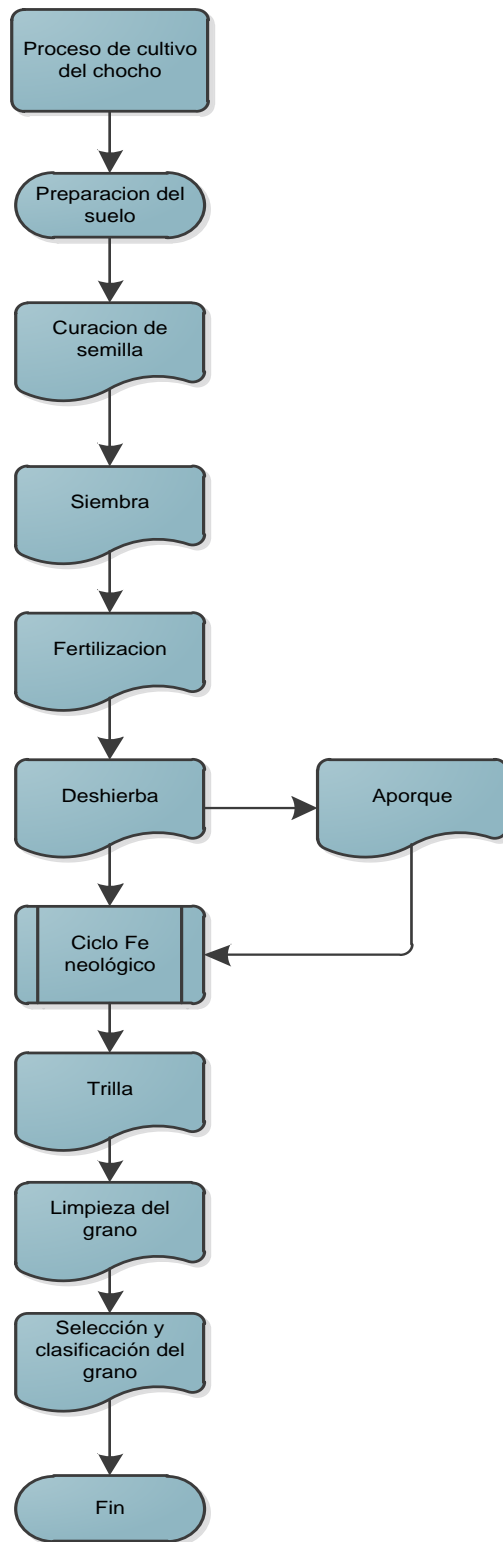 Proceso de cultivo
del chocho
Preparacion del
suelo
Curacion de
semilla
Siembra
Fertilizacion
Deshierba
Aporque
Ciclo Fe
neológico
Trilla
Limpieza del
grano
Selección y
clasificación del
grano
Fin